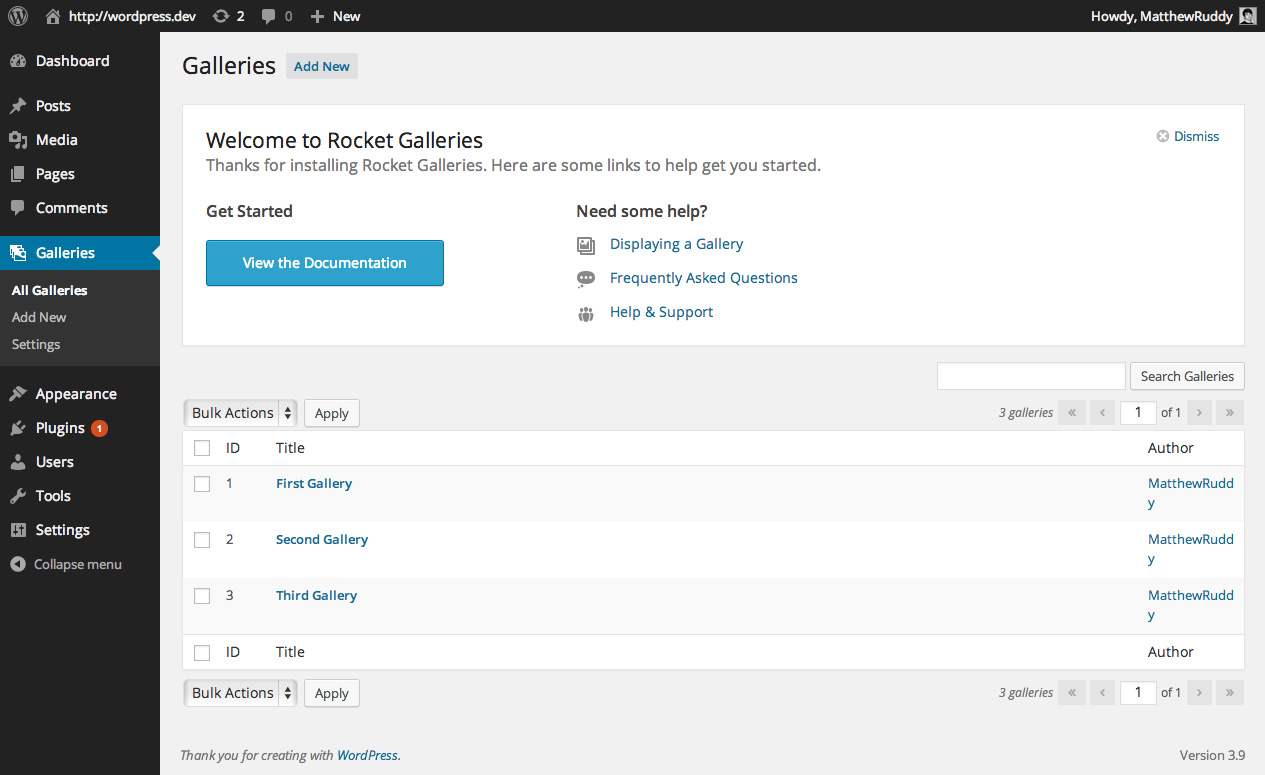 http://wordpress.dev 2 0 New Howdy, MatthewRuddy
Dashboard
Posts
Media
Pages
Comments
Galleries
All Galleries
Add New
Settings
Appearance
Plugins 1
Users
Tools
Settings
Collapse menu
Galleries Add New
Welcome to Rocket Galleries
Dismiss
Thanks for installing Rocket Galleries. Here are some links to help get you started.
Get Started
View the Documentation
Need some help?
Displaying a Gallery
Frequently Asked Questions
Help & Support
Search Galleries
Bulk Actions Apply 3 galleries « ‹ 1 of 1 › »
ID Title Author
1 First Gallery MatthewRudd
y
2 Second Gallery MatthewRudd
y
3 Third Gallery MatthewRudd
y
ID Title Author
Bulk Actions Apply 3 galleries « ‹ 1 of 1 › »
Thank you for creating with WordPress. Version 3.9